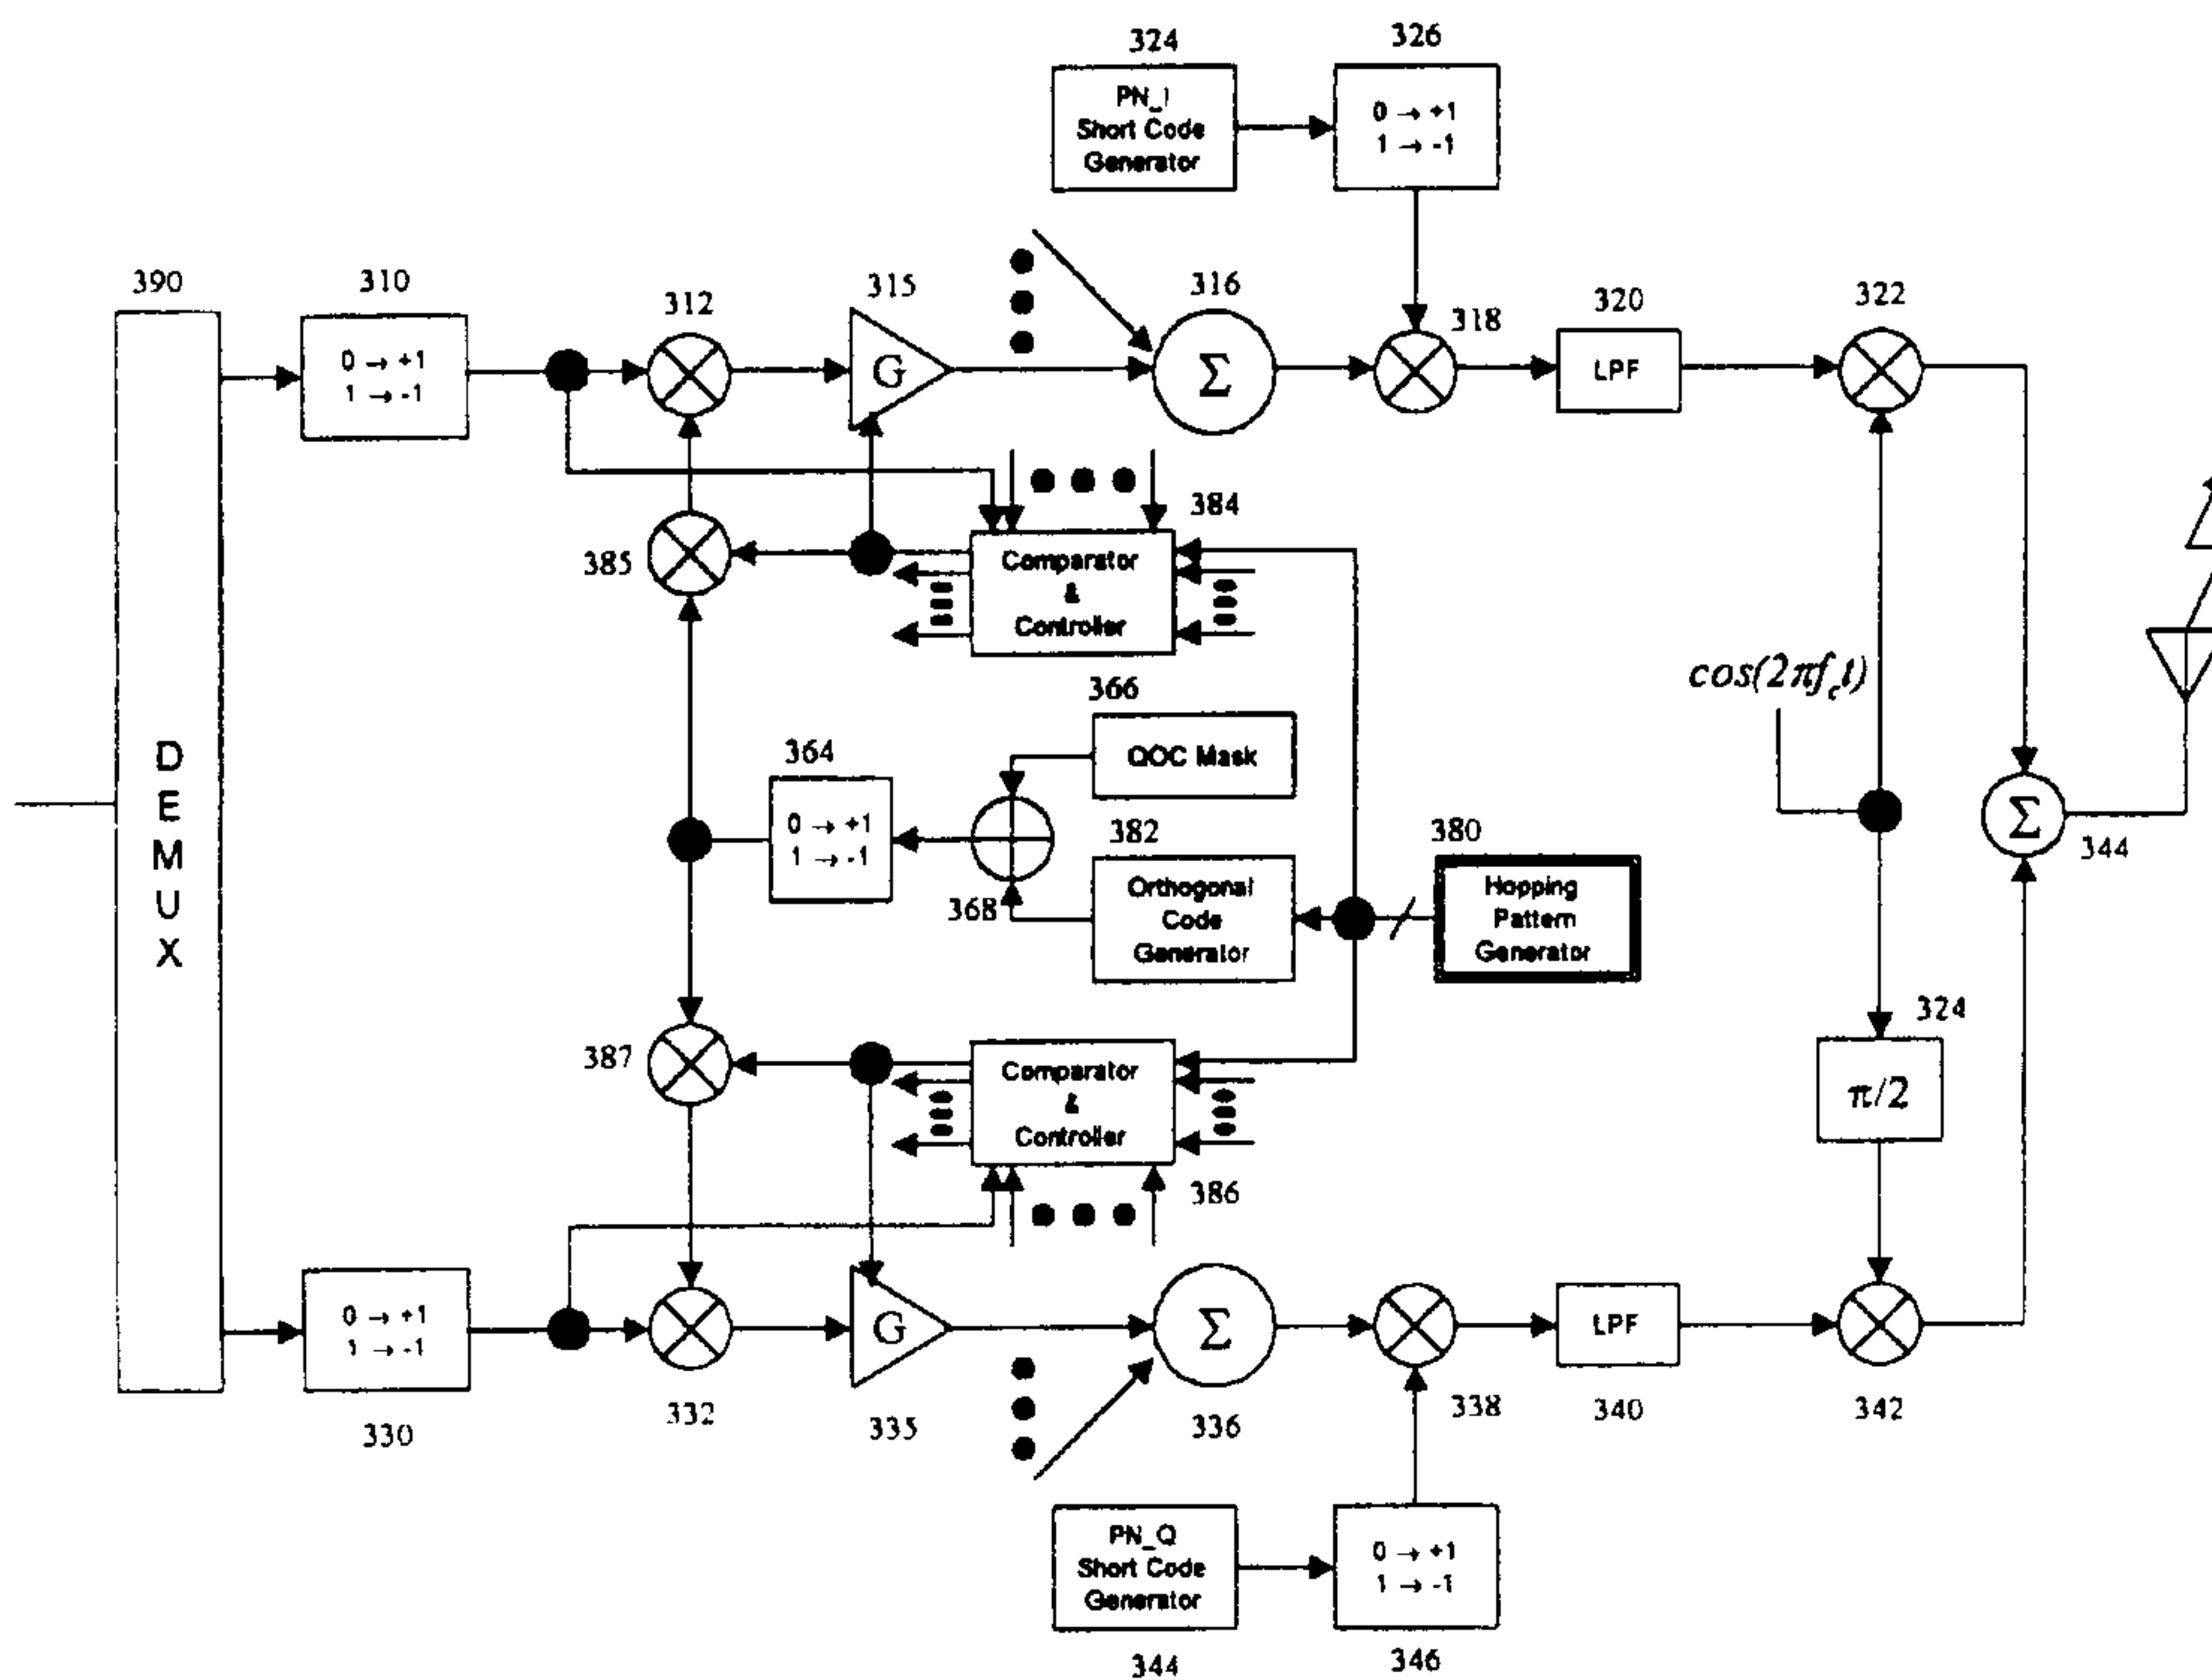 324
326
PN_I
Short Code
Generator
0 → +1
1 → -1
390
310
312
315
316
318
320
322
0 → +1
1 → -1
G
Σ
LPF
384
385
Comparator
&
Controller
cos(2πf_c t)
366
QOC Mask
364
0 → +1
1 → -1
382
380
368
Orthogonal
Code
Generator
Hopping
Pattern
Generator
Σ
344
D
E
M
U
X
324
π/2
387
Comparator
&
Controller
386
0 → +1
1 → -1
G
Σ
LPF
330
332
335
336
338
340
342
PN_Q
Short Code
Generator
0 → +1
1 → -1
344
346